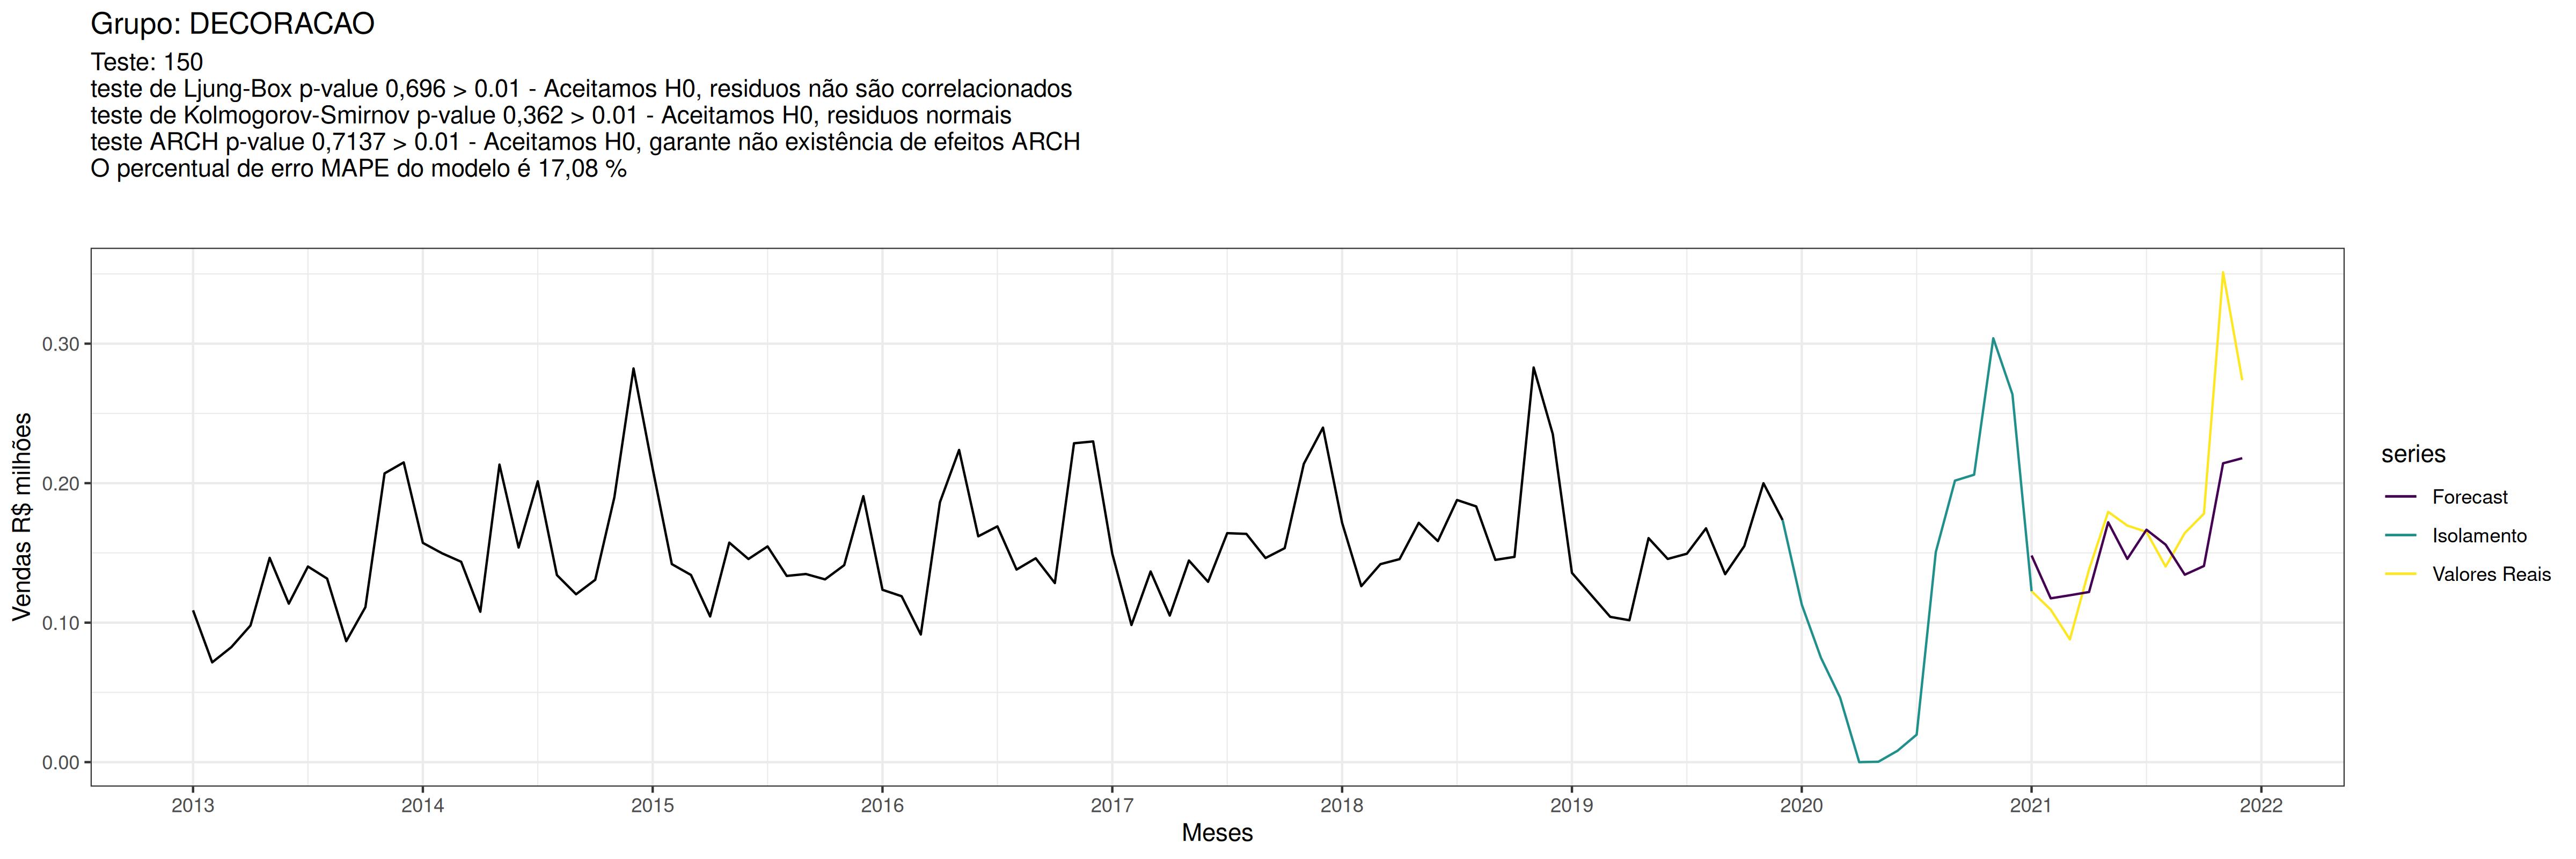 Grupo: DECORACAO
Teste: 150
teste de Ljung-Box p-value 0,696 > 0.01 - Aceitamos H0, residuos não são correlacionados
teste de Kolmogorov-Smirnov p-value 0,362 > 0.01 - Aceitamos H0, residuos normais
teste ARCH p-value 0,7137 > 0.01 - Aceitamos H0, garante não existência de efeitos ARCH
O percentual de erro MAPE do modelo é 17,08 %
Vendas R$ milhões
0.30
0.20
0.10
0.00
2013 2014 2015 2016 2017 2018 2019 2020 2021 2022
Meses
series
Forecast
Isolamento
Valores Reais